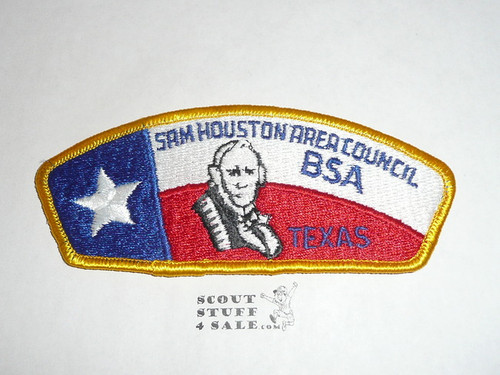 SAM HOUSTON AREA COUNCIL
BSA
TEXAS
SCOUT
STUFF
4 SALE.COM